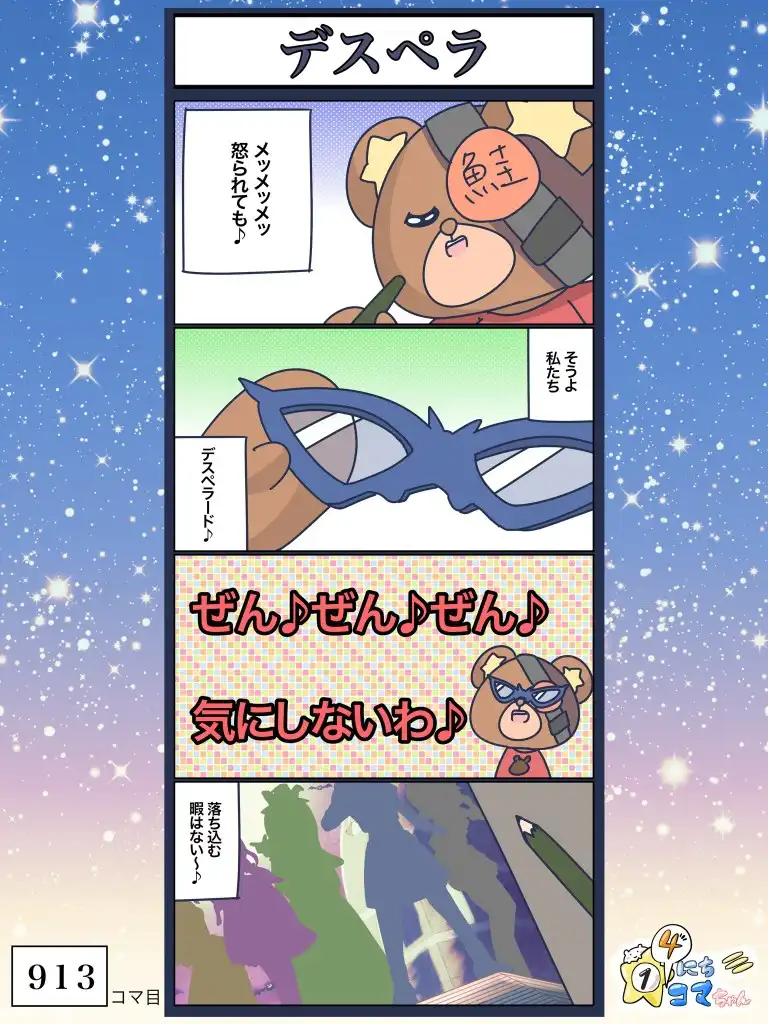 デスペラ
メッメッメッ
怒られても♪
鮭
そうよ
私たち
デスペラード♪
ぜん♪ぜん♪ぜん♪
気にしないわ♪
落ち込む
暇はない～♪
913
コマ目
1
にち
4
コマ
ちゃん